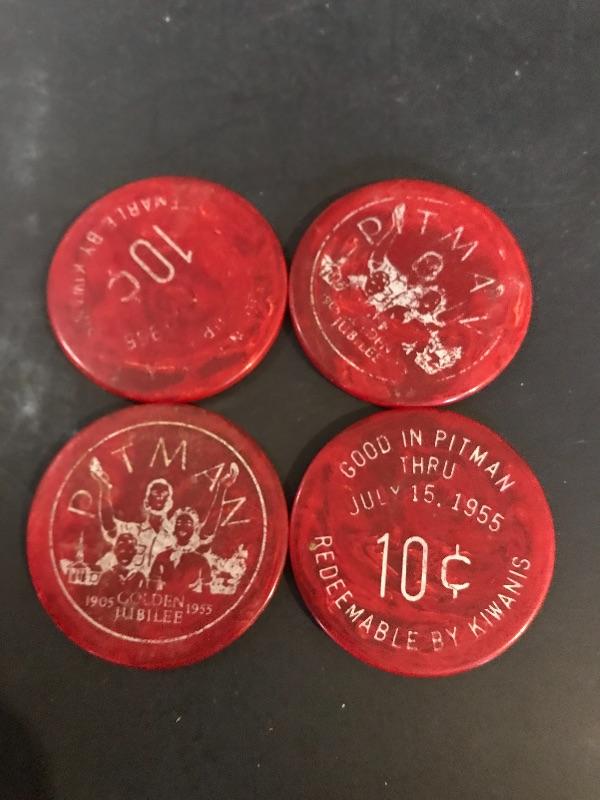 10¢
BY
PITMAN
JUBILEE
PITMAN
1905 GOLDEN 1955
JUBILEE
GOOD IN PITMAN
THRU
JULY 15, 1955
10¢
REDEEMABLE BY KIWANIS